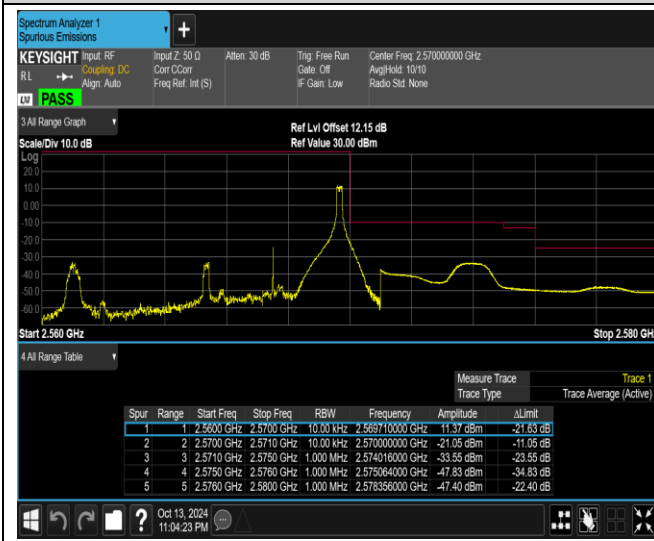 Spectrum Analyzer 1
Spurious Emissions
KEYSIGHT Input: RF Input Z: 50 Ω Atten: 30 dB Trig: Free Run Center Freq: 2.570000000 GHz
RL Coupling: DC Corr CCorr Gate: Off Avg|Hold: 10/10
Align: Auto Freq Ref: Int (S) IF Gain: Low Radio Std: None
LXI PASS
3 All Range Graph
Ref Lvl Offset 12.15 dB
Scale/Div 10.0 dB Ref Value 30.00 dBm
Log
20.0
10.0
0.00
-10.0
-20.0
-30.0
-40.0
-50.0
-60.0
Start 2.560 GHz Stop 2.580 GH
4 All Range Table
Measure Trace Trace 1
Trace Type Trace Average (Active)
Spur Range Start Freq Stop Freq RBW Frequency Amplitude ΔLimit
1 1 2.5600 GHz 2.5700 GHz 10.00 kHz 2.569710000 GHz 11.37 dBm -21.63 dB
2 2 2.5700 GHz 2.5710 GHz 10.00 kHz 2.570000000 GHz -21.05 dBm -11.05 dB
3 3 2.5710 GHz 2.5750 GHz 1.000 MHz 2.574016000 GHz -33.55 dBm -23.55 dB
4 4 2.5750 GHz 2.5760 GHz 1.000 MHz 2.575064000 GHz -47.83 dBm -34.83 dB
5 5 2.5760 GHz 2.5800 GHz 1.000 MHz 2.578356000 GHz -47.40 dBm -22.40 dB
Oct 13, 2024
11:04:23 PM